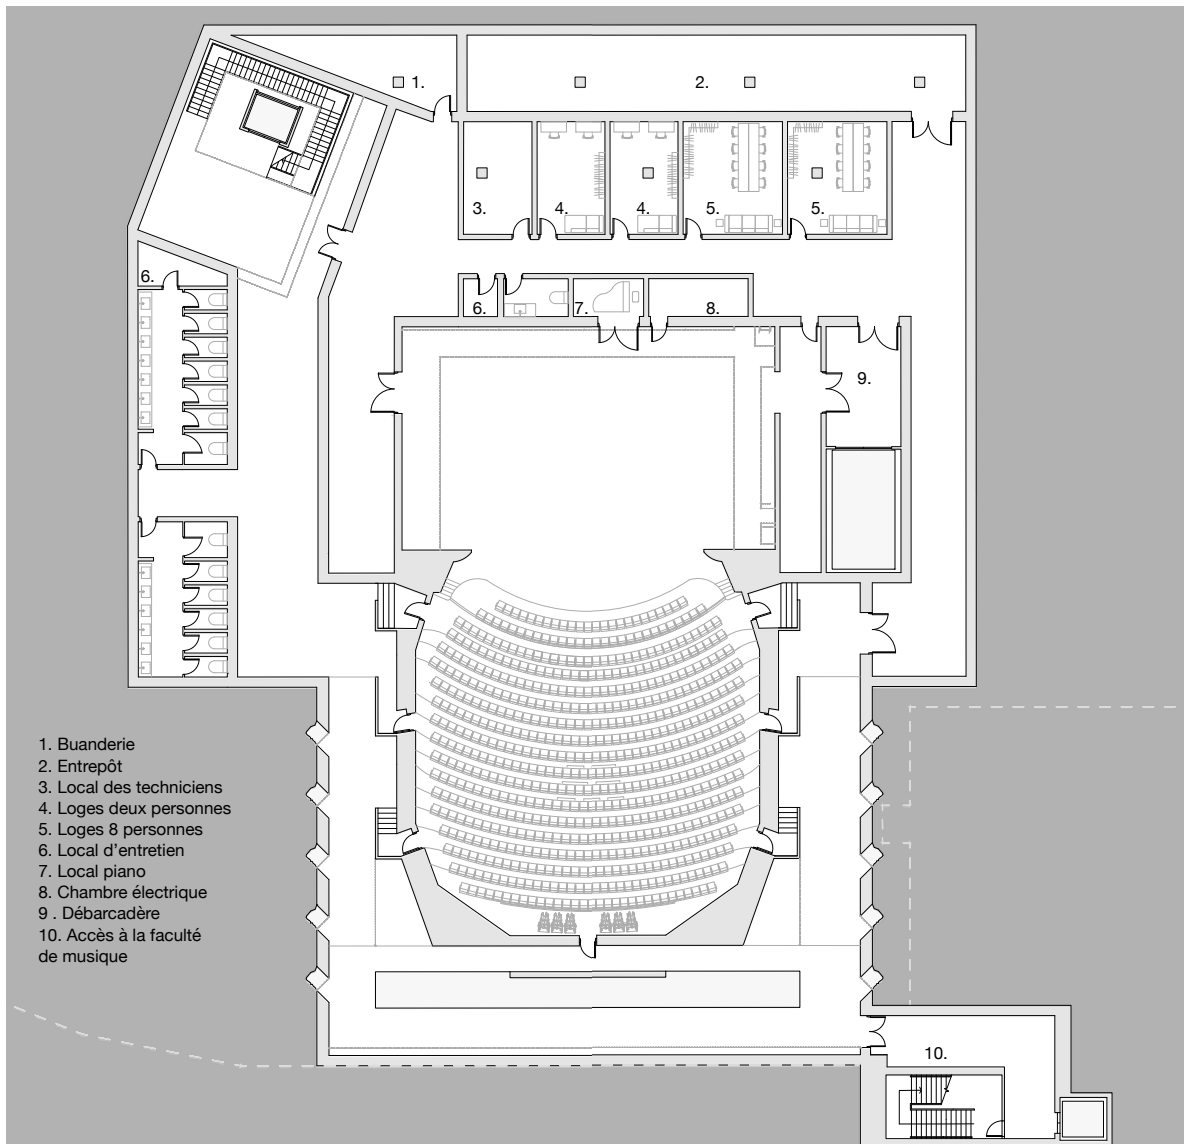 1.
2.
3.
4.
4.
5.
5.
6.
6.
7.
8.
9.
1. Buanderie
2. Entrepôt
3. Local des techniciens
4. Loges deux personnes
5. Loges 8 personnes
6. Local d'entretien
7. Local piano
8. Chambre électrique
9 . Débarcadère
10. Accès à la faculté
de musique
10.